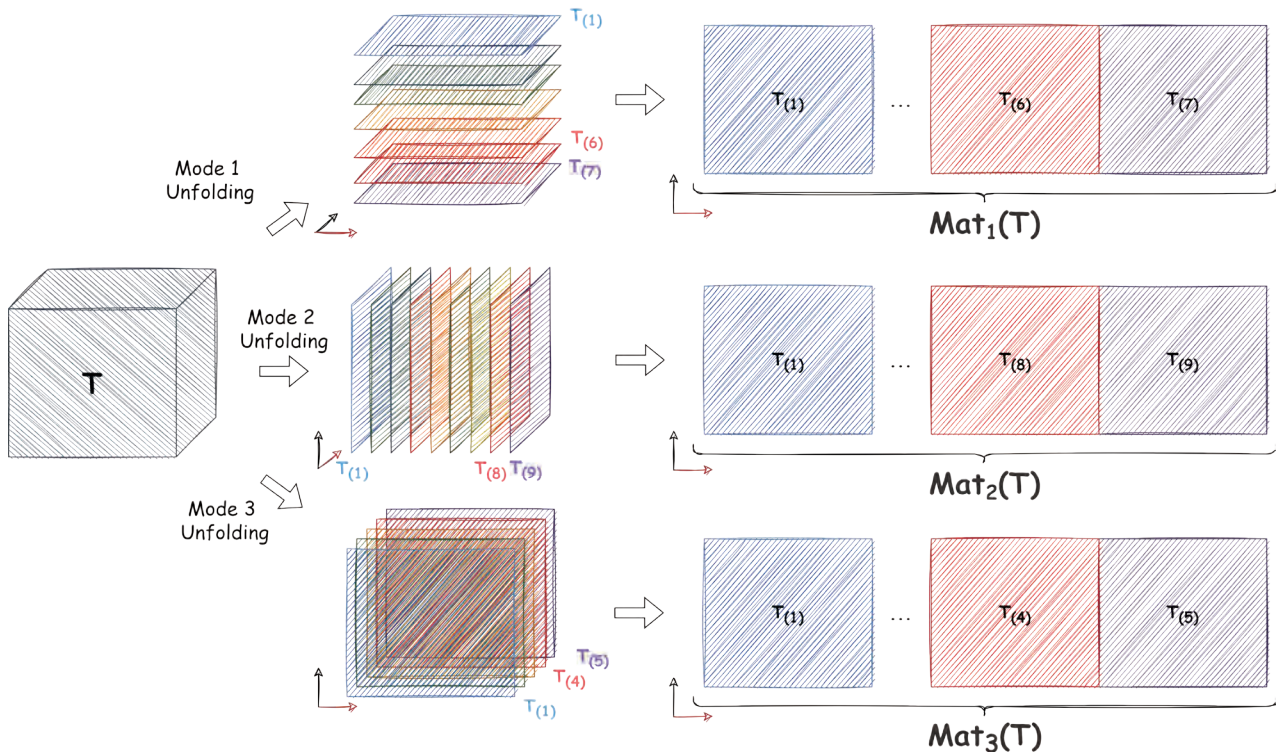 T(1)
T(6)
T(7)
Mode 1
Unfolding
T(1)
...
T(6)
T(7)
Mat1(T)
T
Mode 2
Unfolding
T(1)
T(8)
T(9)
T(1)
...
T(8)
T(9)
Mat2(T)
Mode 3
Unfolding
T(5)
T(4)
T(1)
T(1)
...
T(4)
T(5)
Mat3(T)